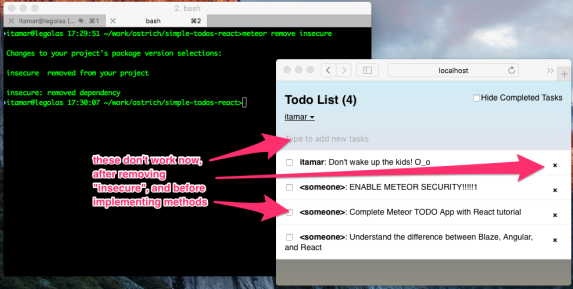 2. bash
itamar@legolas /... ⌘1
bash ⌘2
itamar@legolas 17:29:51 ~/work/ostrich/simple-todos-react>meteor remove insecure
Changes to your project's package version selections:
insecure removed from your project
insecure: removed dependency
itamar@legolas 17:30:07 ~/work/ostrich/simple-todos-react>
localhost
Todo List (4)
Hide Completed Tasks
itamar
Type to add new tasks
itamar: Don't wake up the kids! O_o
<someone>: ENABLE METEOR SECURITY!!!!!1
<someone>: Complete Meteor TODO App with React tutorial
<someone>: Understand the difference between Blaze, Angular,
and React
these don't work now,
after removing
"insecure", and before
implementing methods